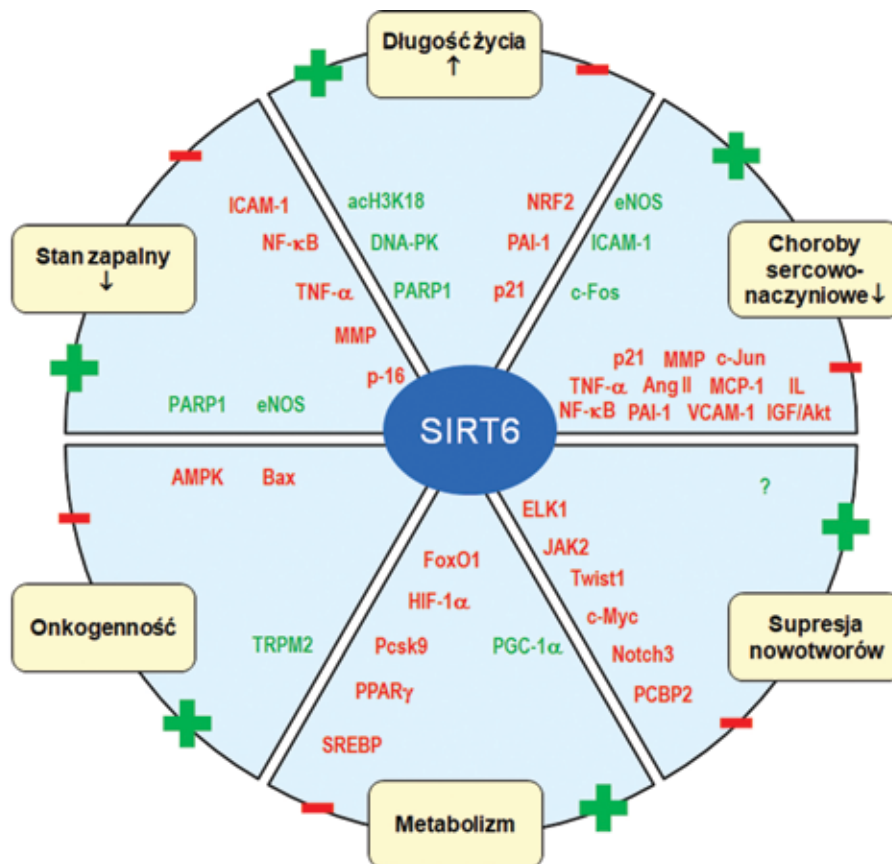 Długość życia
↑
+
−
acH3K18
DNA-PK
PARP1
NRF2
PAI-1
p21
−
+
Stan zapalny
↓
ICAM-1
NF-κB
TNF-α
MMP
p-16
PARP1 eNOS
+
−
Choroby
sercowo-
naczyniowe↓
eNOS
ICAM-1
c-Fos
p21 MMP c-Jun
TNF-α Ang II MCP-1 IL
NF-κB PAI-1 VCAM-1 IGF/Akt
SIRT6
−
+
Onkogenność
AMPK Bax
TRPM2
−
+
Metabolizm
FoxO1
HIF-1α
Pcsk9
PPARγ
SREBP
PGC-1α
+
−
Supresja
nowotworów
?
ELK1
JAK2
Twist1
c-Myc
Notch3
PCBP2